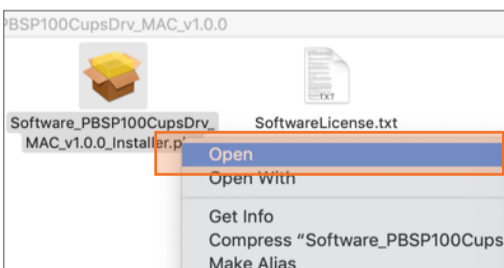 PBSP100CupsDrv_MAC_v1.0.0
TXT
Software_PBSP100CupsDrv_
MAC_v1.0.0_Installer.p
SoftwareLicense.txt
Open
Open With
Get Info
Compress “Software_PBSP100Cups
Make Alias